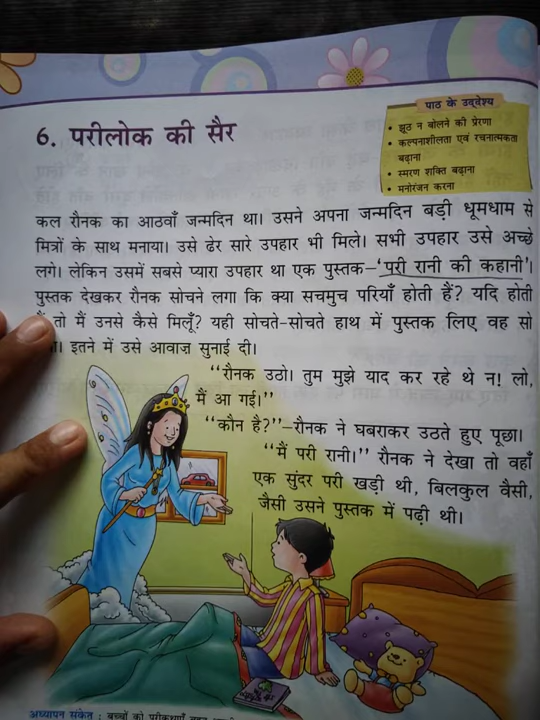 6. परीलोक की सैर
पाठ के उद्देश्य
• झूठ न बोलने की प्रेरणा
• कल्पनाशीलता एवं रचनात्मकता
बढ़ाना
• स्मरण शक्ति बढ़ाना
• मनोरंजन करना
कल रौनक का आठवाँ जन्मदिन था। उसने अपना जन्मदिन बड़ी धूमधाम से
मित्रों के साथ मनाया। उसे ढेर सारे उपहार भी मिले। सभी उपहार उसे अच्छे
लगे। लेकिन उसमें सबसे प्यारा उपहार था एक पुस्तक–‘परी रानी की कहानी’।
पुस्तक देखकर रौनक सोचने लगा कि क्या सचमुच परियाँ होती हैं? यदि होती
तो मैं उनसे कैसे मिलूँ? यही सोचते-सोचते हाथ में पुस्तक लिए वह सो
इतने में उसे आवाज़ सुनाई दी।
“रौनक उठो। तुम मुझे याद कर रहे थे न! लो,
मैं आ गई।”
“कौन है?”–रौनक ने घबराकर उठते हुए पूछा।
“मैं परी रानी।” रौनक ने देखा तो वहाँ
एक सुंदर परी खड़ी थी, बिलकुल वैसी,
जैसी उसने पुस्तक में पढ़ी थी।
अध्यापन संकेत : बच्चों को परीकथाएँ